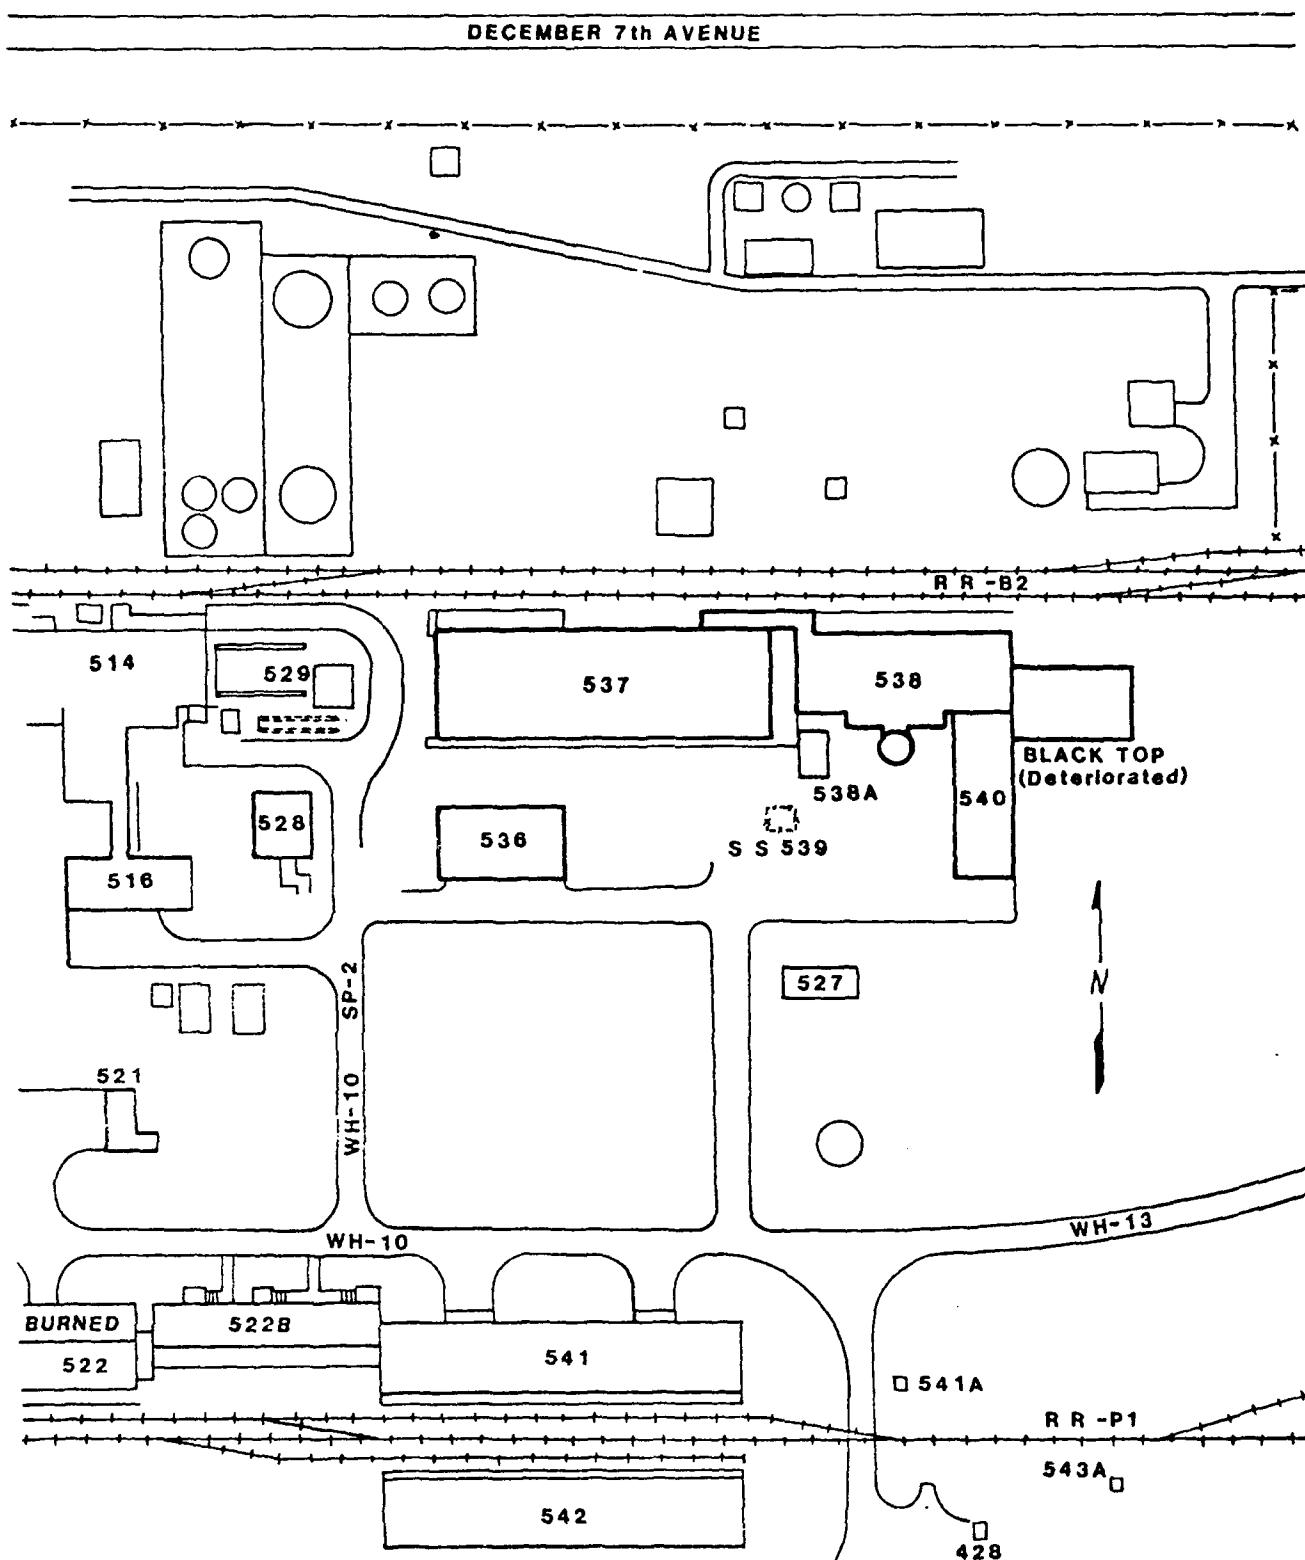 DECEMBER 7th AVENUE
R R -B2
514
529
537
538
BLACK TOP
(Deteriorated)
538A
540
528
536
S S 539
516
N
527
SP-2
WH-10
521
WH-10
WH-13
BURNED
522B
522
541
541A
R R -P1
543A
542
428